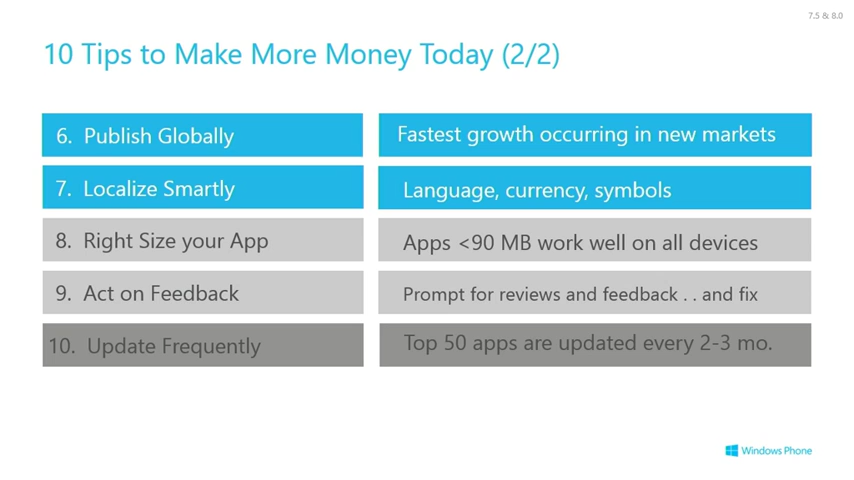 7.5 & 8.0
10 Tips to Make More Money Today (2/2)
6. Publish Globally
Fastest growth occurring in new markets
7. Localize Smartly
Language, currency, symbols
8. Right Size your App
Apps <90 MB work well on all devices
9. Act on Feedback
Prompt for reviews and feedback . . and fix
10. Update Frequently
Top 50 apps are updated every 2-3 mo.
Windows Phone